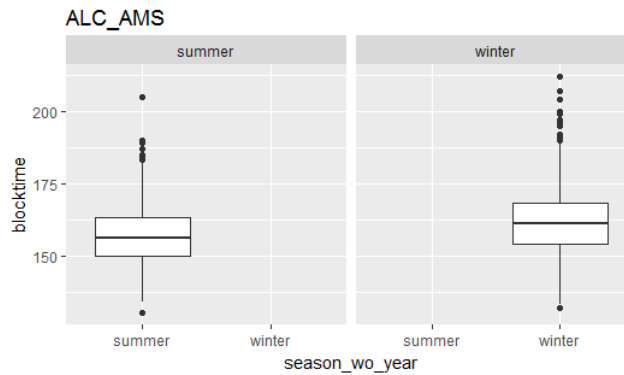 ALC_AMS
summer winter
200
175
150
blocktime
summer winter summer winter
season_wo_year